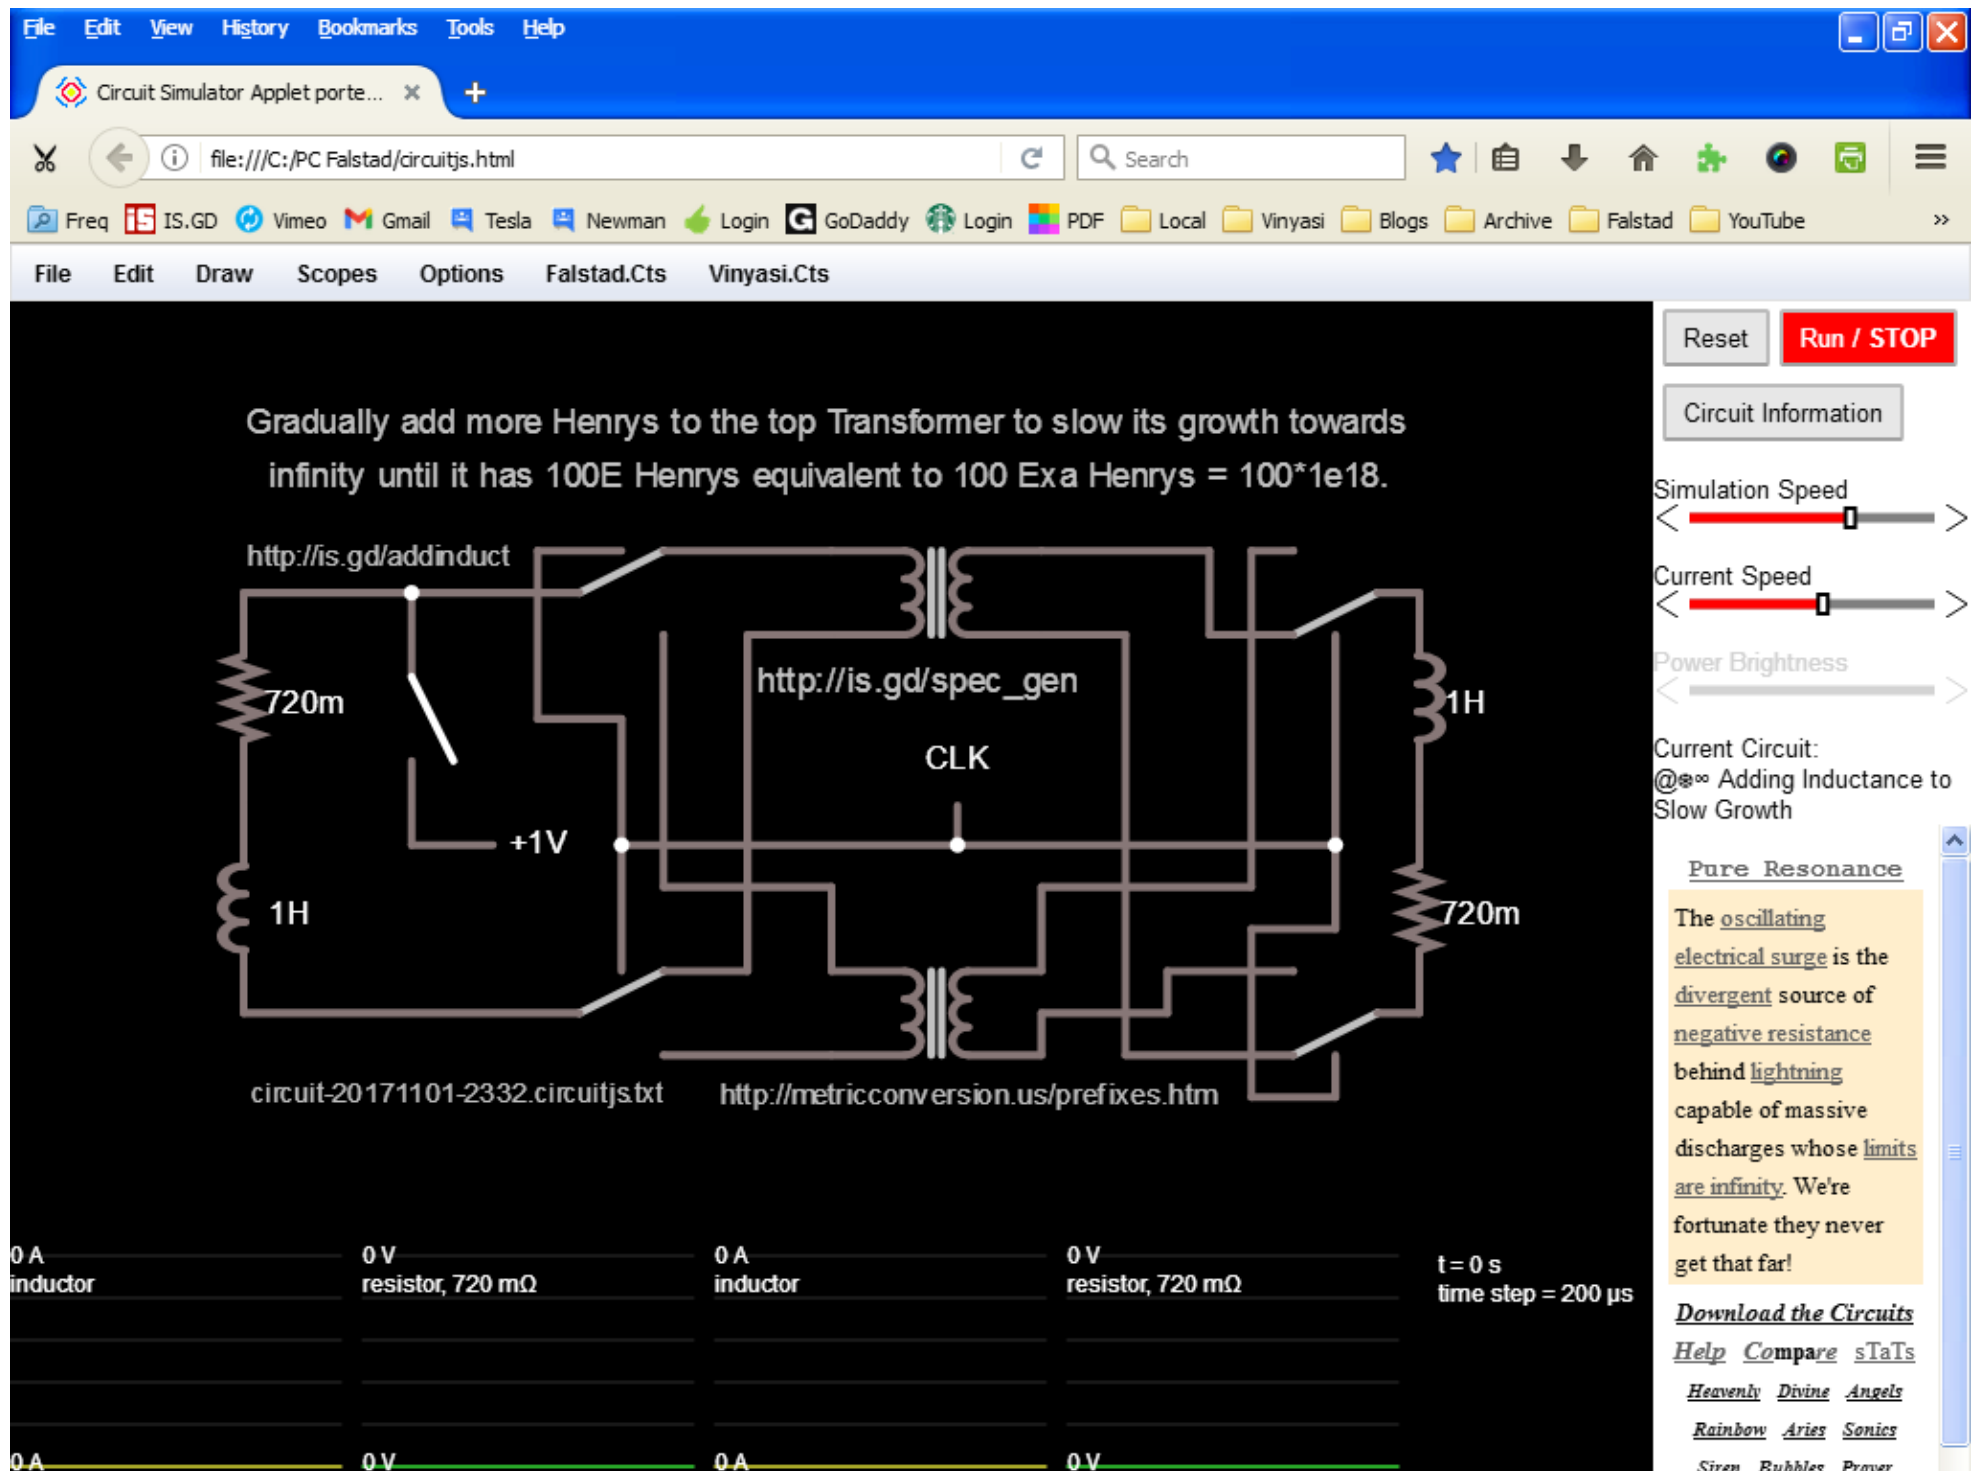 File Edit View History Bookmarks Tools Help
Circuit Simulator Applet porte...
file:///C:/PC Falstad/circuitjs.html
Search
Freq IS.GD Vimeo Gmail Tesla Newman Login GoDaddy Login PDF Local Vinyasi Blogs Archive Falstad YouTube
File Edit Draw Scopes Options Falstad.Cts Vinyasi.Cts
Reset Run / STOP
Circuit Information
Simulation Speed
Current Speed
Power Brightness
Current Circuit:
@❄∞ Adding Inductance to
Slow Growth
Gradually add more Henrys to the top Transformer to slow its growth towards
infinity until it has 100E Henrys equivalent to 100 Exa Henrys = 100*1e18.
http://is.gd/addinduct
720m
http://is.gd/spec_gen
1H
CLK
+1V
1H
720m
circuit-20171101-2332.circuitjs.txt
http://metricconversion.us/prefixes.htm
Pure Resonance
The oscillating
electrical surge is the
divergent source of
negative resistance
behind lightning
capable of massive
discharges whose limits
are infinity. We're
fortunate they never
get that far!
Download the Circuits
Help Compare sTaTs
Heavenly Divine Angels
Rainbow Aries Sonics
Siren Bubbles Prayer
0 A
inductor
0 V
resistor, 720 mΩ
0 A
inductor
0 V
resistor, 720 mΩ
t = 0 s
time step = 200 µs
0 A
0 V
0 A
0 V